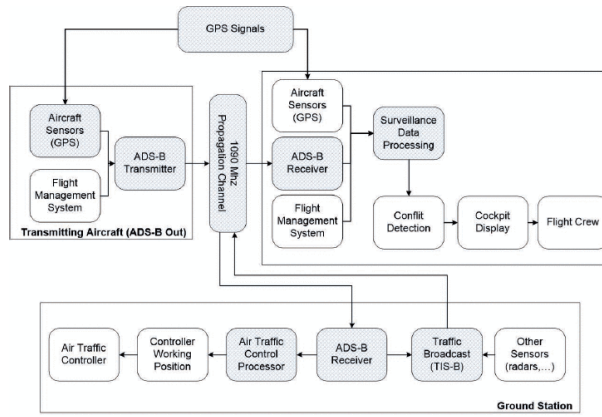 GPS Signals
Aircraft
Sensors
(GPS)
Flight
Management
System
ADS-B
Transmitter
Transmitting Aircraft (ADS-B Out)
1090 Mhz
Propagation Channel
Aircraft
Sensors
(GPS)
ADS-B
Receiver
Flight
Management
System
Surveillance
Data
Processing
Conflit
Detection
Cockpit
Display
Flight Crew
Air Traffic
Controller
Controller
Working
Position
Air Traffic
Control
Processor
ADS-B
Receiver
Traffic
Broadcast
(TIS-B)
Other
Sensors
(radars,...)
Ground Station